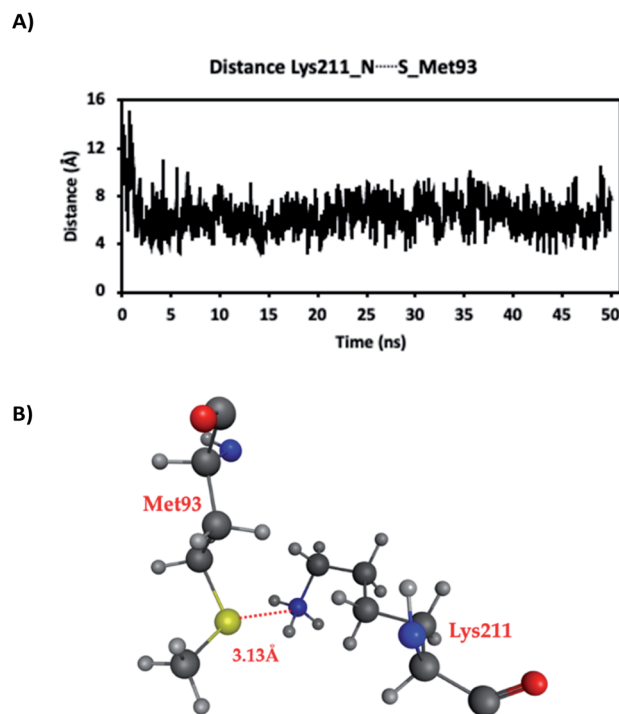 A)
Distance Lys211_N······S_Met93
16
12
8
4
0
Distance (Å)
0 5 10 15 20 25 30 35 40 45 50
Time (ns)
B)
Met93
Lys211
3.13Å